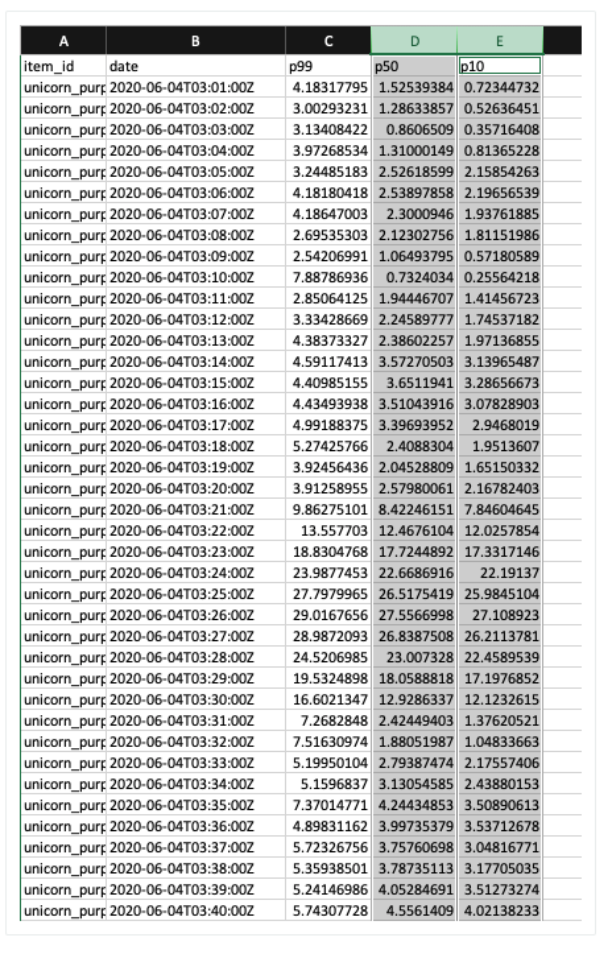 A B C D E
item_id date p99 p50 p10
unicorn_purp 2020-06-04T03:01:00Z 4.18317795 1.52539384 0.72344732
unicorn_purp 2020-06-04T03:02:00Z 3.00293231 1.28633857 0.52636451
unicorn_purp 2020-06-04T03:03:00Z 3.13408422 0.8606509 0.35716408
unicorn_purp 2020-06-04T03:04:00Z 3.97268534 1.31000149 0.81365228
unicorn_purp 2020-06-04T03:05:00Z 3.24485183 2.52618599 2.15854263
unicorn_purp 2020-06-04T03:06:00Z 4.18180418 2.53897858 2.19656539
unicorn_purp 2020-06-04T03:07:00Z 4.18647003 2.3000946 1.93761885
unicorn_purp 2020-06-04T03:08:00Z 2.69535303 2.12302756 1.81151986
unicorn_purp 2020-06-04T03:09:00Z 2.54206991 1.06493795 0.57180589
unicorn_purp 2020-06-04T03:10:00Z 7.88786936 0.7324034 0.25564218
unicorn_purp 2020-06-04T03:11:00Z 2.85064125 1.94446707 1.41456723
unicorn_purp 2020-06-04T03:12:00Z 3.33428669 2.24589777 1.74537182
unicorn_purp 2020-06-04T03:13:00Z 4.38373327 2.38602257 1.97136855
unicorn_purp 2020-06-04T03:14:00Z 4.59117413 3.57270503 3.13965487
unicorn_purp 2020-06-04T03:15:00Z 4.40985155 3.6511941 3.28656673
unicorn_purp 2020-06-04T03:16:00Z 4.43493938 3.51043916 3.07828903
unicorn_purp 2020-06-04T03:17:00Z 4.99188375 3.39693952 2.9468019
unicorn_purp 2020-06-04T03:18:00Z 5.27425766 2.4088304 1.9513607
unicorn_purp 2020-06-04T03:19:00Z 3.92456436 2.04528809 1.65150332
unicorn_purp 2020-06-04T03:20:00Z 3.91258955 2.57980061 2.16782403
unicorn_purp 2020-06-04T03:21:00Z 9.86275101 8.42246151 7.84604645
unicorn_purp 2020-06-04T03:22:00Z 13.557703 12.4676104 12.0257854
unicorn_purp 2020-06-04T03:23:00Z 18.8304768 17.7244892 17.3317146
unicorn_purp 2020-06-04T03:24:00Z 23.9877453 22.6686916 22.19137
unicorn_purp 2020-06-04T03:25:00Z 27.7979965 26.5175419 25.9845104
unicorn_purp 2020-06-04T03:26:00Z 29.0167656 27.5566998 27.108923
unicorn_purp 2020-06-04T03:27:00Z 28.9872093 26.8387508 26.2113781
unicorn_purp 2020-06-04T03:28:00Z 24.5206985 23.007328 22.4589539
unicorn_purp 2020-06-04T03:29:00Z 19.5324898 18.0588818 17.1976852
unicorn_purp 2020-06-04T03:30:00Z 16.6021347 12.9286337 12.1232615
unicorn_purp 2020-06-04T03:31:00Z 7.2682848 2.42449403 1.37620521
unicorn_purp 2020-06-04T03:32:00Z 7.51630974 1.88051987 1.04833663
unicorn_purp 2020-06-04T03:33:00Z 5.19950104 2.79387474 2.17557406
unicorn_purp 2020-06-04T03:34:00Z 5.1596837 3.13054585 2.43880153
unicorn_purp 2020-06-04T03:35:00Z 7.37014771 4.24434853 3.50890613
unicorn_purp 2020-06-04T03:36:00Z 4.89831162 3.99735379 3.53712678
unicorn_purp 2020-06-04T03:37:00Z 5.72326756 3.75760698 3.04816771
unicorn_purp 2020-06-04T03:38:00Z 5.35938501 3.78735113 3.17705035
unicorn_purp 2020-06-04T03:39:00Z 5.24146986 4.05284691 3.51273274
unicorn_purp 2020-06-04T03:40:00Z 5.74307728 4.5561409 4.02138233